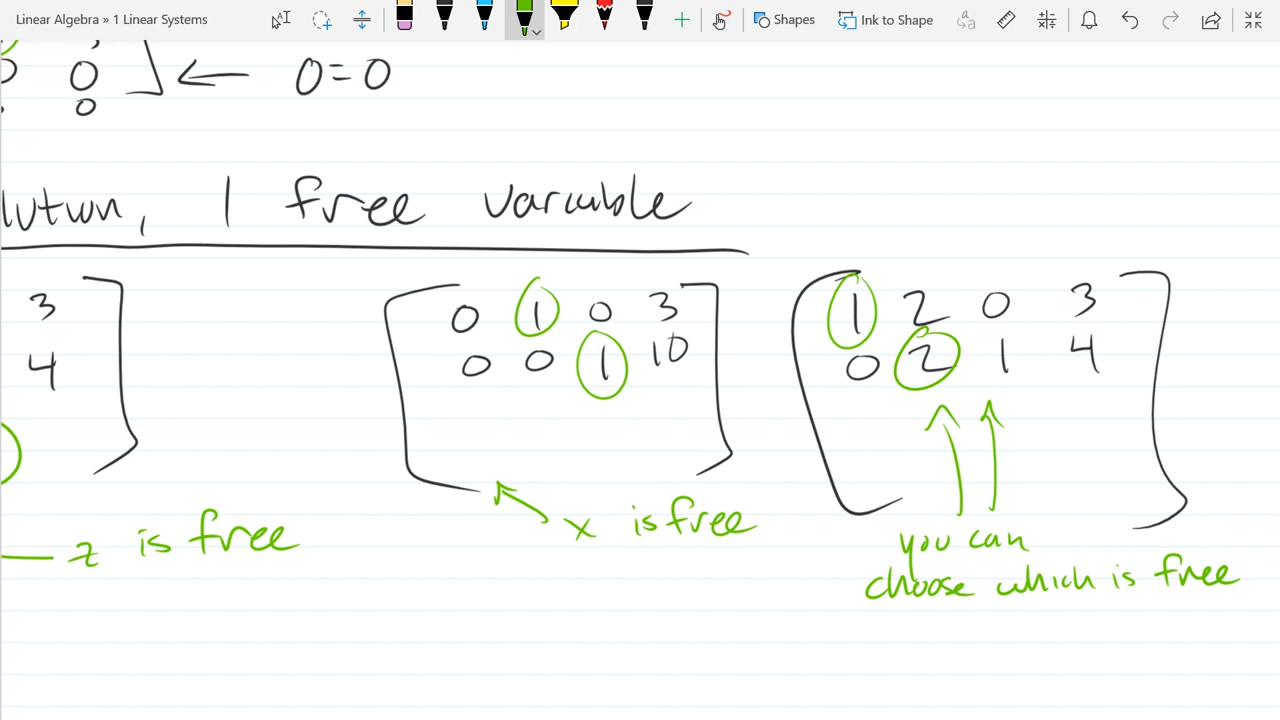 Linear Algebra » 1 Linear Systems
Shapes
Ink to Shape
0 ← 0=0
0
lution, 1 free variable
3
4
0 1 0 3
0 0 1 10
1 2 0 3
0 2 1 4
z is free
x is free
you can
choose which is free